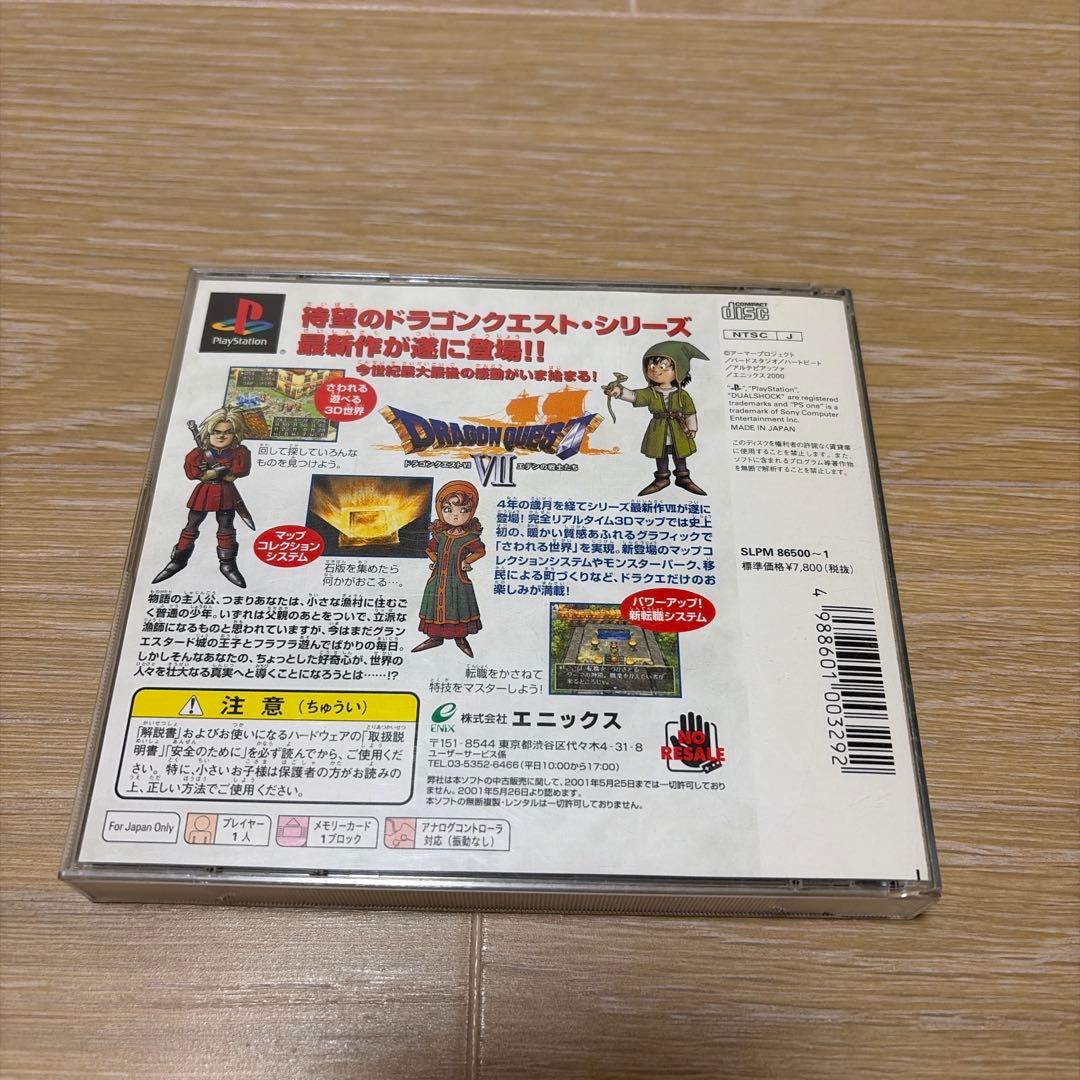 PlayStation
待望のドラゴンクエスト・シリーズ
最新作が遂に登場!!
今世紀最大最後の感動がいま始まる!
さわれる
遊べる
3D世界
回して探していろんな
ものを見つけよう。
DRAGON QUEST
VII
ドラゴンクエストVII エデンの戦士たち
マップ
コレクション
システム
石版を集めたら
何かがおこる…。
4年の歳月を経てシリーズ最新作VIIが遂に
登場! 完全リアルタイム3Dマップでは史上
初の、暖かい質感あふれるグラフィックで
「さわれる世界」を実現。新登場のマップコ
レクションシステムやモンスターパーク、移
民による町づくりなど、ドラクエだけのお
楽しみが満載!
物語の主人公、つまりあなたは、小さな漁村に住むご
く普通の少年。いずれは父親のあとをついで、立派な
漁師になるものと思われていますが、今はまだグラン
エスタード城の王子とフラフラ遊んでばかりの毎日。
しかしそんなあなたの、ちょっとした好奇心が、世界の
人々を壮大なる真実へと導くことになろうとは……!?
パワーアップ!
新転職システム
転職をかさねて
特技をマスターしよう!
注意(ちゅうい)
「解説書」およびお使いになるハードウェアの「取扱説
明書」「安全のために」を必ず読んでから、ご使用くだ
さい。特に、小さいお子様は保護者の方がお読みの
上、正しい方法でご使用ください。
ENIX
株式会社 エニックス
〒151-8544 東京都渋谷区代々木4-31-8
ユーザーサービス係
TEL.03-5352-6466 (平日10:00から17:00)
弊社は本ソフトの中古販売に関して、2001年5月25日までは一切許可しており
ません。2001年5月26日より認めます。
本ソフトの無断複製・レンタルは一切許可しておりません。
NO
RESALE
For Japan Only
プレイヤー
1人
メモリーカード
1ブロック
アナログコントローラ
対応(振動なし)
COMPACT
disc
NTSC J
©アーマープロジェクト
/バードスタジオ/ハートビート
/アルテピアッツァ
/エニックス2000
"PS", "PlayStation",
"DUALSHOCK" are registered
trademarks and "PS one" is a
trademark of Sony Computer
Entertainment Inc.
MADE IN JAPAN
このディスクを権利者の許諾なく賃貸業
に使用することを禁止します。また、
ソフトに含まれるプログラム等著作物
を無断で解析することを禁止します。
SLPM 86500~1
標準価格¥7,800(税抜)
4 988601 003292